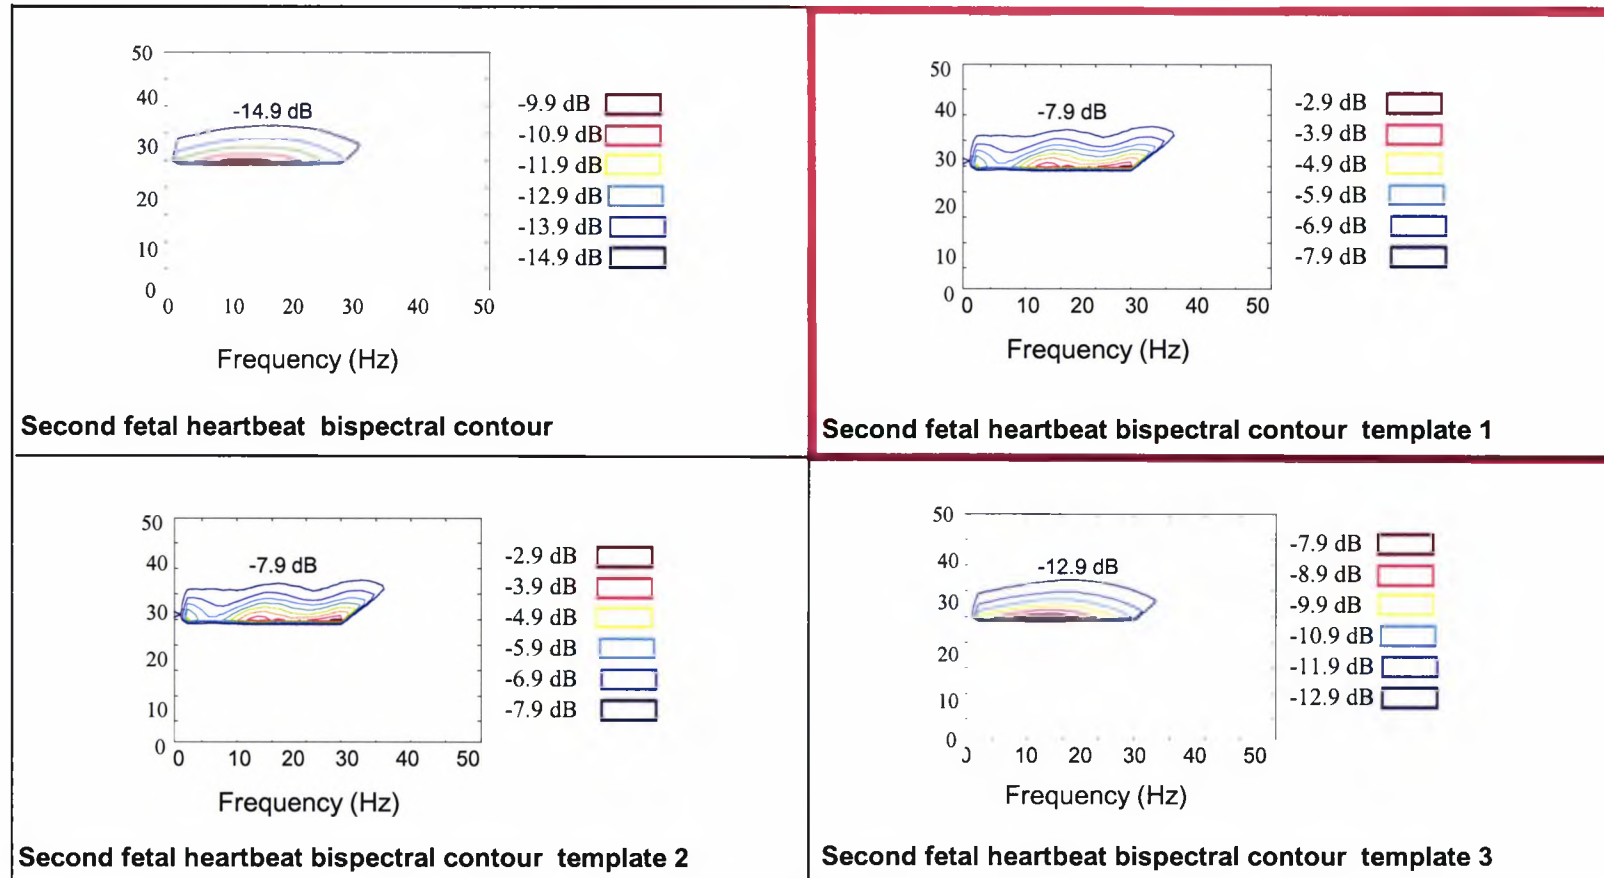 50
40
30
20
10
0
-14.9 dB
0 10 20 30 50
Frequency (Hz)
-9.9 dB
-10.9 dB
-11.9 dB
-12.9 dB
-13.9 dB
-14.9 dB
Second fetal heartbeat bispectral contour
50
40
30
20
10
0
-7.9 dB
0 10 20 30 40 50
Frequency (Hz)
-2.9 dB
-3.9 dB
-4.9 dB
-5.9 dB
-6.9 dB
-7.9 dB
Second fetal heartbeat bispectral contour template 1
50
40
30
20
10
0
-7.9 dB
0 10 20 30 40 50
Frequency (Hz)
-2.9 dB
-3.9 dB
-4.9 dB
-5.9 dB
-6.9 dB
-7.9 dB
Second fetal heartbeat bispectral contour template 2
50
40
30
20
10
0
-12.9 dB
10 20 30 40 50
Frequency (Hz)
-7.9 dB
-8.9 dB
-9.9 dB
-10.9 dB
-11.9 dB
-12.9 dB
Second fetal heartbeat bispectral contour template 3